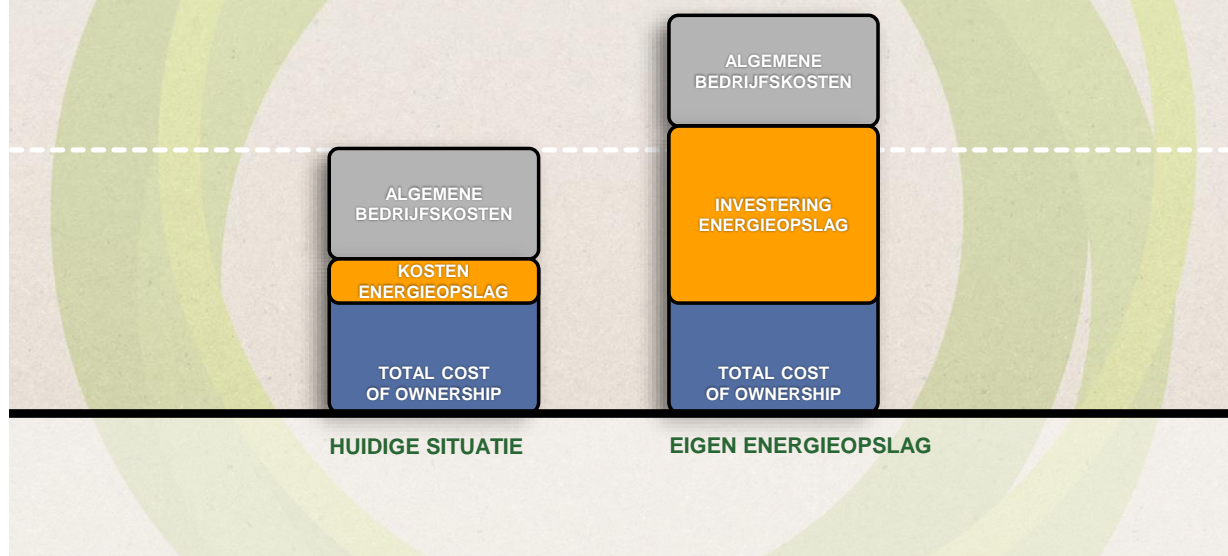 ALGEMENE
BEDRIJFSKOSTEN
KOSTEN
ENERGIEOPSLAG
TOTAL COST
OF OWNERSHIP
HUIDIGE SITUATIE
ALGEMENE
BEDRIJFSKOSTEN
INVESTERING
ENERGIEOPSLAG
TOTAL COST
OF OWNERSHIP
EIGEN ENERGIEOPSLAG